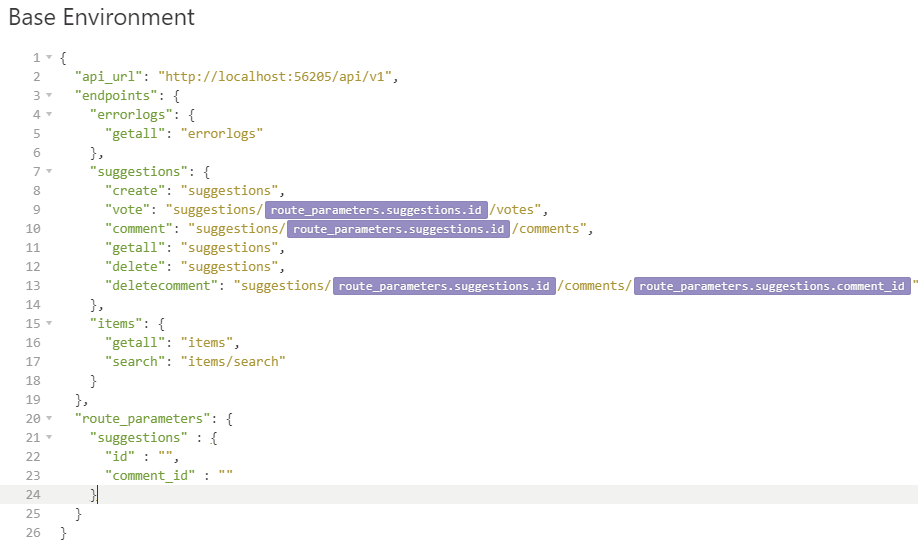 Base Environment
1 {
2   "api_url": "http://localhost:56205/api/v1",
3   "endpoints": {
4     "errorlogs": {
5       "getall": "errorlogs"
6     },
7     "suggestions": {
8       "create": "suggestions",
9       "vote": "suggestions/ route_parameters.suggestions.id /votes",
10       "comment": "suggestions/ route_parameters.suggestions.id /comments",
11       "getall": "suggestions",
12       "delete": "suggestions",
13       "deletecomment": "suggestions/ route_parameters.suggestions.id /comments/ route_parameters.suggestions.comment_id "
14     },
15     "items": {
16       "getall": "items",
17       "search": "items/search"
18     }
19   },
20   "route_parameters": {
21     "suggestions" : {
22       "id" : "",
23       "comment_id" : ""
24     }
25   }
26 }